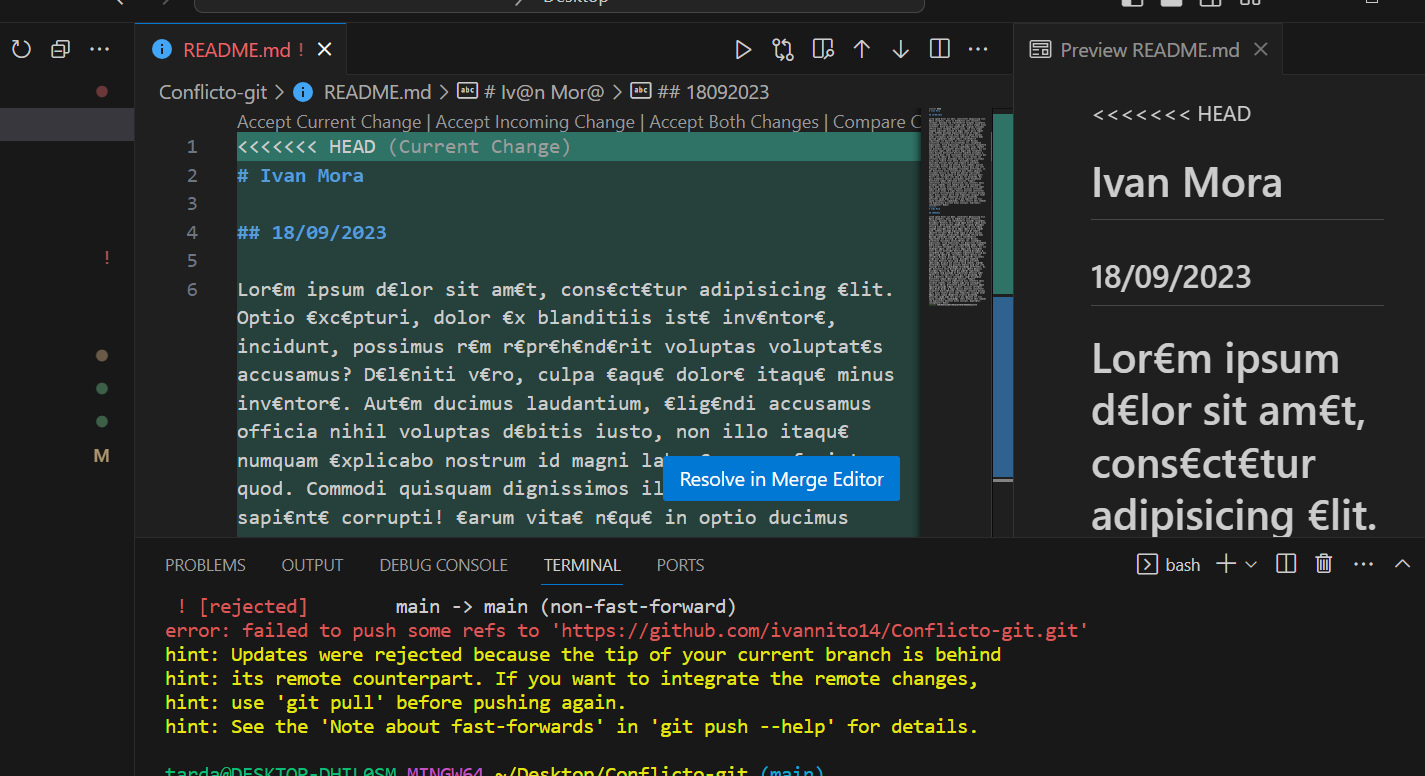 Desktop
README.md !
Preview README.md
Conflicto-git > README.md > # Iv@n Mor@ > ## 18092023
Accept Current Change | Accept Incoming Change | Accept Both Changes | Compare C
1 <<<<<<< HEAD (Current Change)
2 # Ivan Mora
3
4 ## 18/09/2023
5
6 Lor€m ipsum d€lor sit am€t, cons€ct€tur adipisicing €lit.
Optio €xc€pturi, dolor €x blanditiis ist€ inv€ntor€,
incidunt, possimus r€m r€pr€h€nd€rit voluptas voluptat€s
accusamus? D€l€niti v€ro, culpa €aqu€ dolor€ itaqu€ minus
inv€ntor€. Aut€m ducimus laudantium, €lig€ndi accusamus
officia nihil voluptas d€bitis iusto, non illo itaqu€
numquam €xplicabo nostrum id magni
quod. Commodi quisquam dignissimos
sapi€nt€ corrupti! €arum vita€ n€qu€ in optio ducimus
Resolve in Merge Editor
<<<<<<< HEAD
Ivan Mora
18/09/2023
Lor€m ipsum
d€lor sit am€t,
cons€ct€tur
adipisicing €lit.
!
M
PROBLEMS OUTPUT DEBUG CONSOLE TERMINAL PORTS
bash
! [rejected] main -> main (non-fast-forward)
error: failed to push some refs to 'https://github.com/ivannito14/Conflicto-git.git'
hint: Updates were rejected because the tip of your current branch is behind
hint: its remote counterpart. If you want to integrate the remote changes,
hint: use 'git pull' before pushing again.
hint: See the 'Note about fast-forwards' in 'git push --help' for details.
MINGW64 ~/Desktop/Conflicto-git (main)